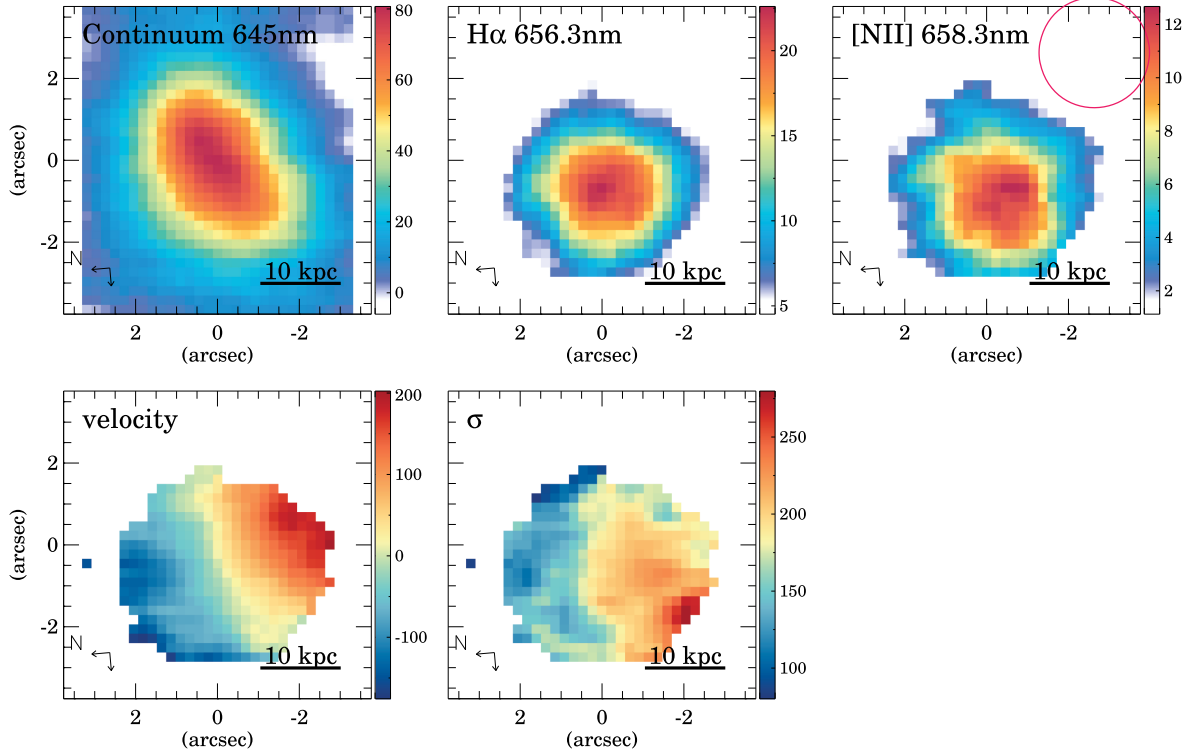 Continuum 645nm
Hα 656.3nm
[NII] 658.3nm
80
60
40
20
0
20
15
10
5
12
10
8
6
4
2
2
0
-2
(arcsec)
N
10 kpc
N
10 kpc
N
10 kpc
2
0
-2
2
0
-2
2
0
-2
(arcsec)
(arcsec)
(arcsec)
velocity
σ
200
100
0
-100
250
200
150
100
2
0
-2
(arcsec)
N
10 kpc
N
10 kpc
2
0
-2
2
0
-2
(arcsec)
(arcsec)